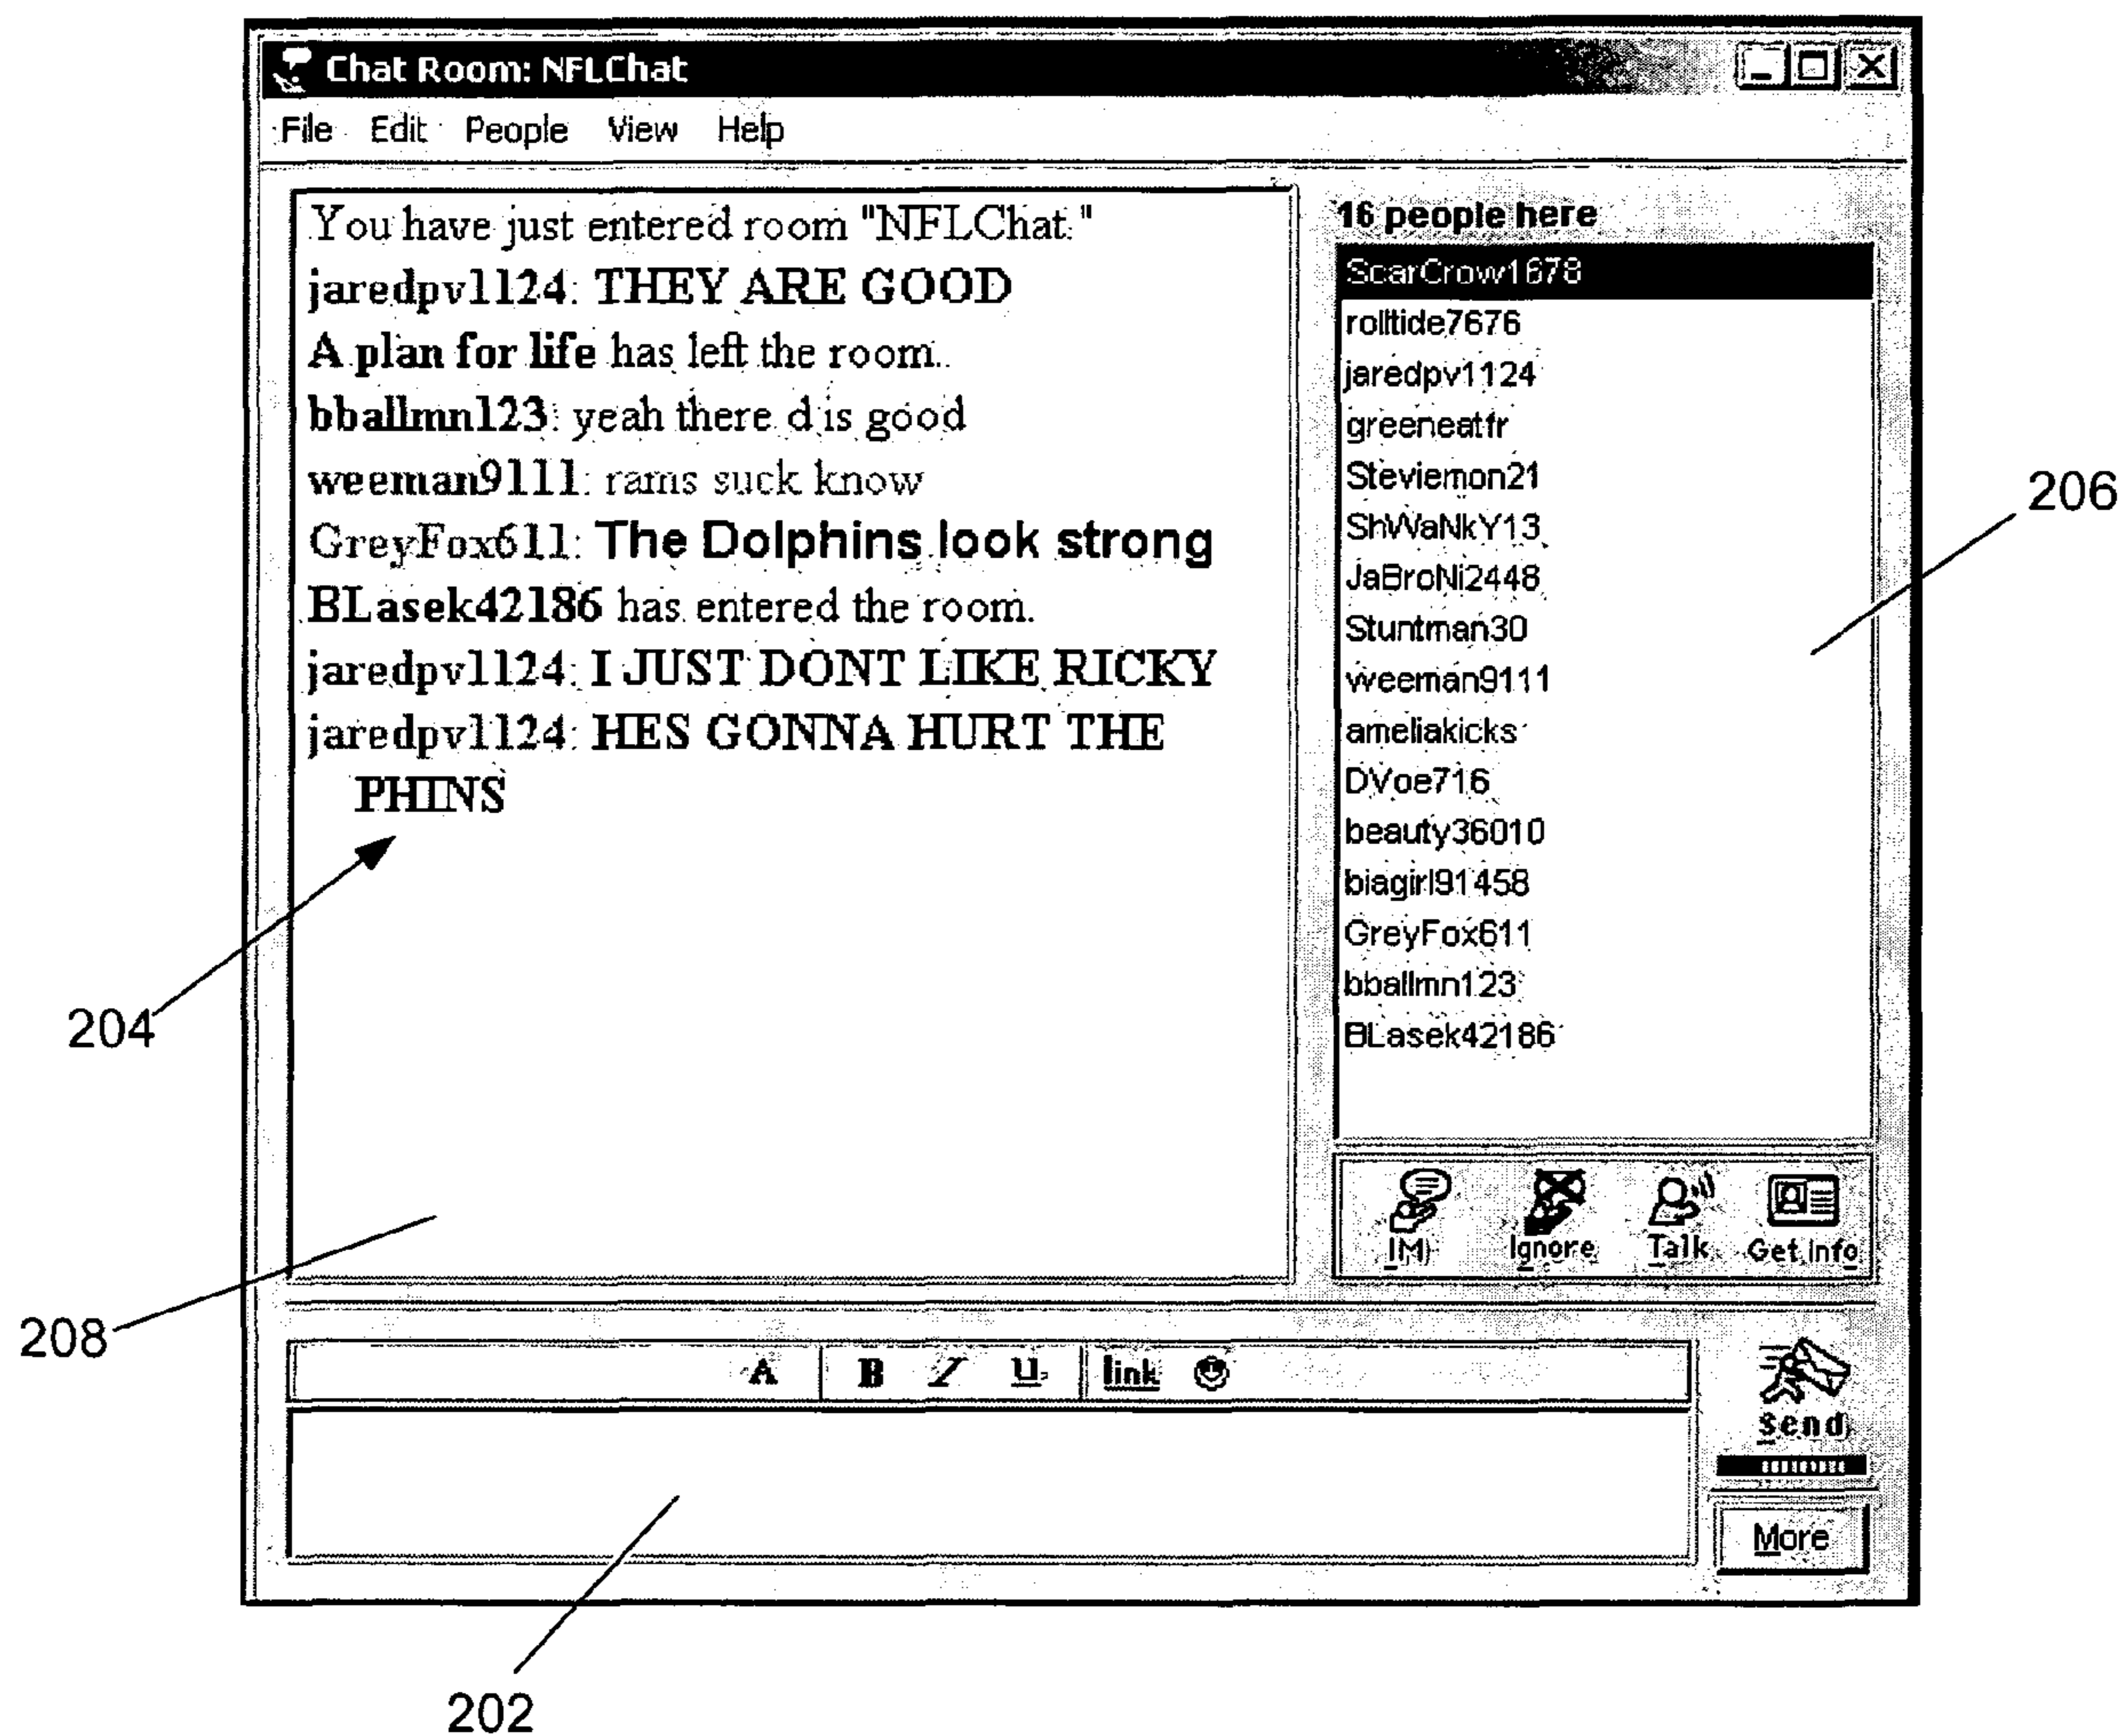 Chat Room: NFLChat
File Edit People View Help
You have just entered room "NFLChat."
jaredpv1124: THEY ARE GOOD
A plan for life has left the room.
bballmn123: yeah there d is good
weeman9111: rams suck know
GreyFox611: The Dolphins look strong
BLasek42186 has entered the room.
jaredpv1124: I JUST DONT LIKE RICKY
jaredpv1124: HES GONNA HURT THE
PHINS
16 people here
ScarCrow1678
rolltide7676
jaredpv1124
greeneatfr
Steviemon21
ShWaNkY13
JaBroNi2448
Stuntman30
weeman9111
ameliakicks
DVoe716
beauty36010
biagirl91458
GreyFox611
bballmn123
BLasek42186
206
204
208
IM Ignore Talk Get Info
A B I U link
Send
More
202